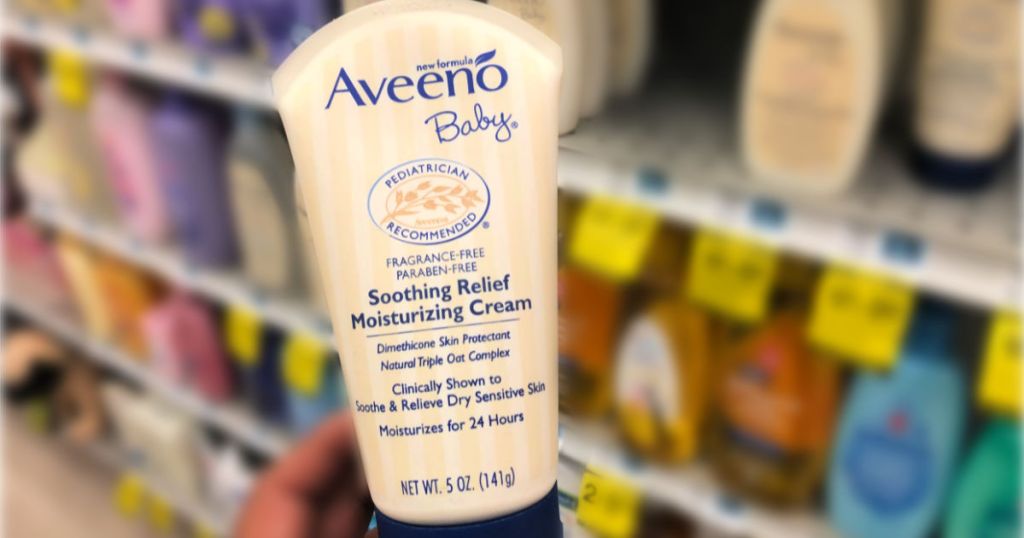 new formula
Aveeno
Baby®
PEDIATRICIAN
Aveeno
RECOMMENDED®
FRAGRANCE-FREE
PARABEN-FREE
Soothing Relief
Moisturizing Cream
Dimethicone Skin Protectant
Natural Triple Oat Complex
Clinically Shown to
Soothe & Relieve Dry Sensitive Skin
Moisturizes for 24 Hours
NET WT. 5 OZ. (141g)
2